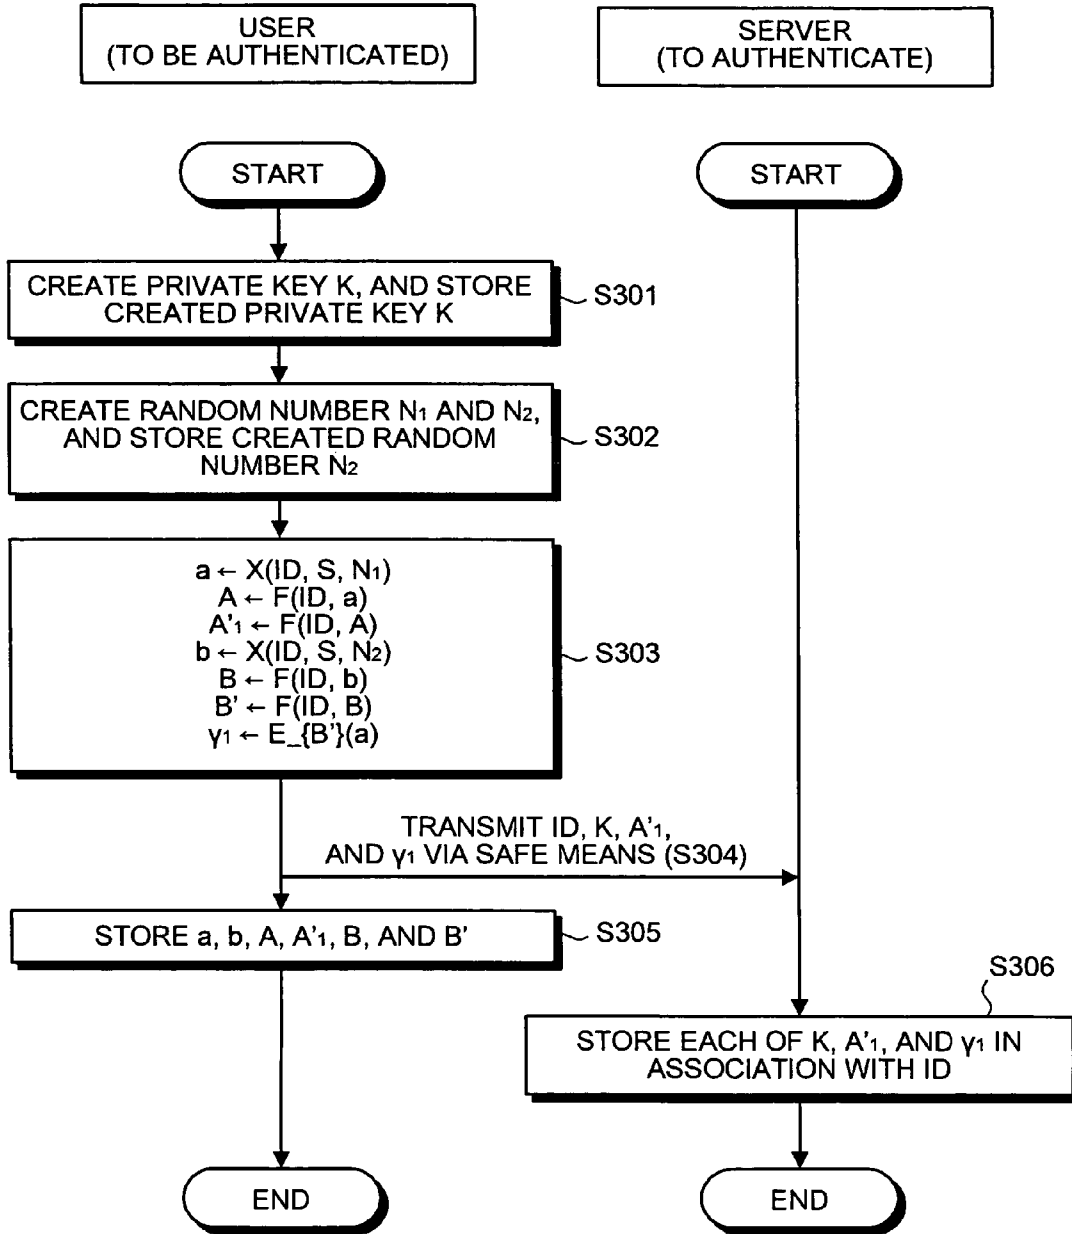 USER
(TO BE AUTHENTICATED)
SERVER
(TO AUTHENTICATE)
START
START
CREATE PRIVATE KEY K, AND STORE
CREATED PRIVATE KEY K
S301
CREATE RANDOM NUMBER N₁ AND N₂,
AND STORE CREATED RANDOM
NUMBER N₂
S302
a ← X(ID, S, N₁)
A ← F(ID, a)
A'₁ ← F(ID, A)
b ← X(ID, S, N₂)
B ← F(ID, b)
B' ← F(ID, B)
γ₁ ← E_{B'}(a)
S303
TRANSMIT ID, K, A'₁,
AND γ₁ VIA SAFE MEANS (S304)
STORE a, b, A, A'₁, B, AND B'
S305
S306
STORE EACH OF K, A'₁, AND γ₁ IN
ASSOCIATION WITH ID
END
END